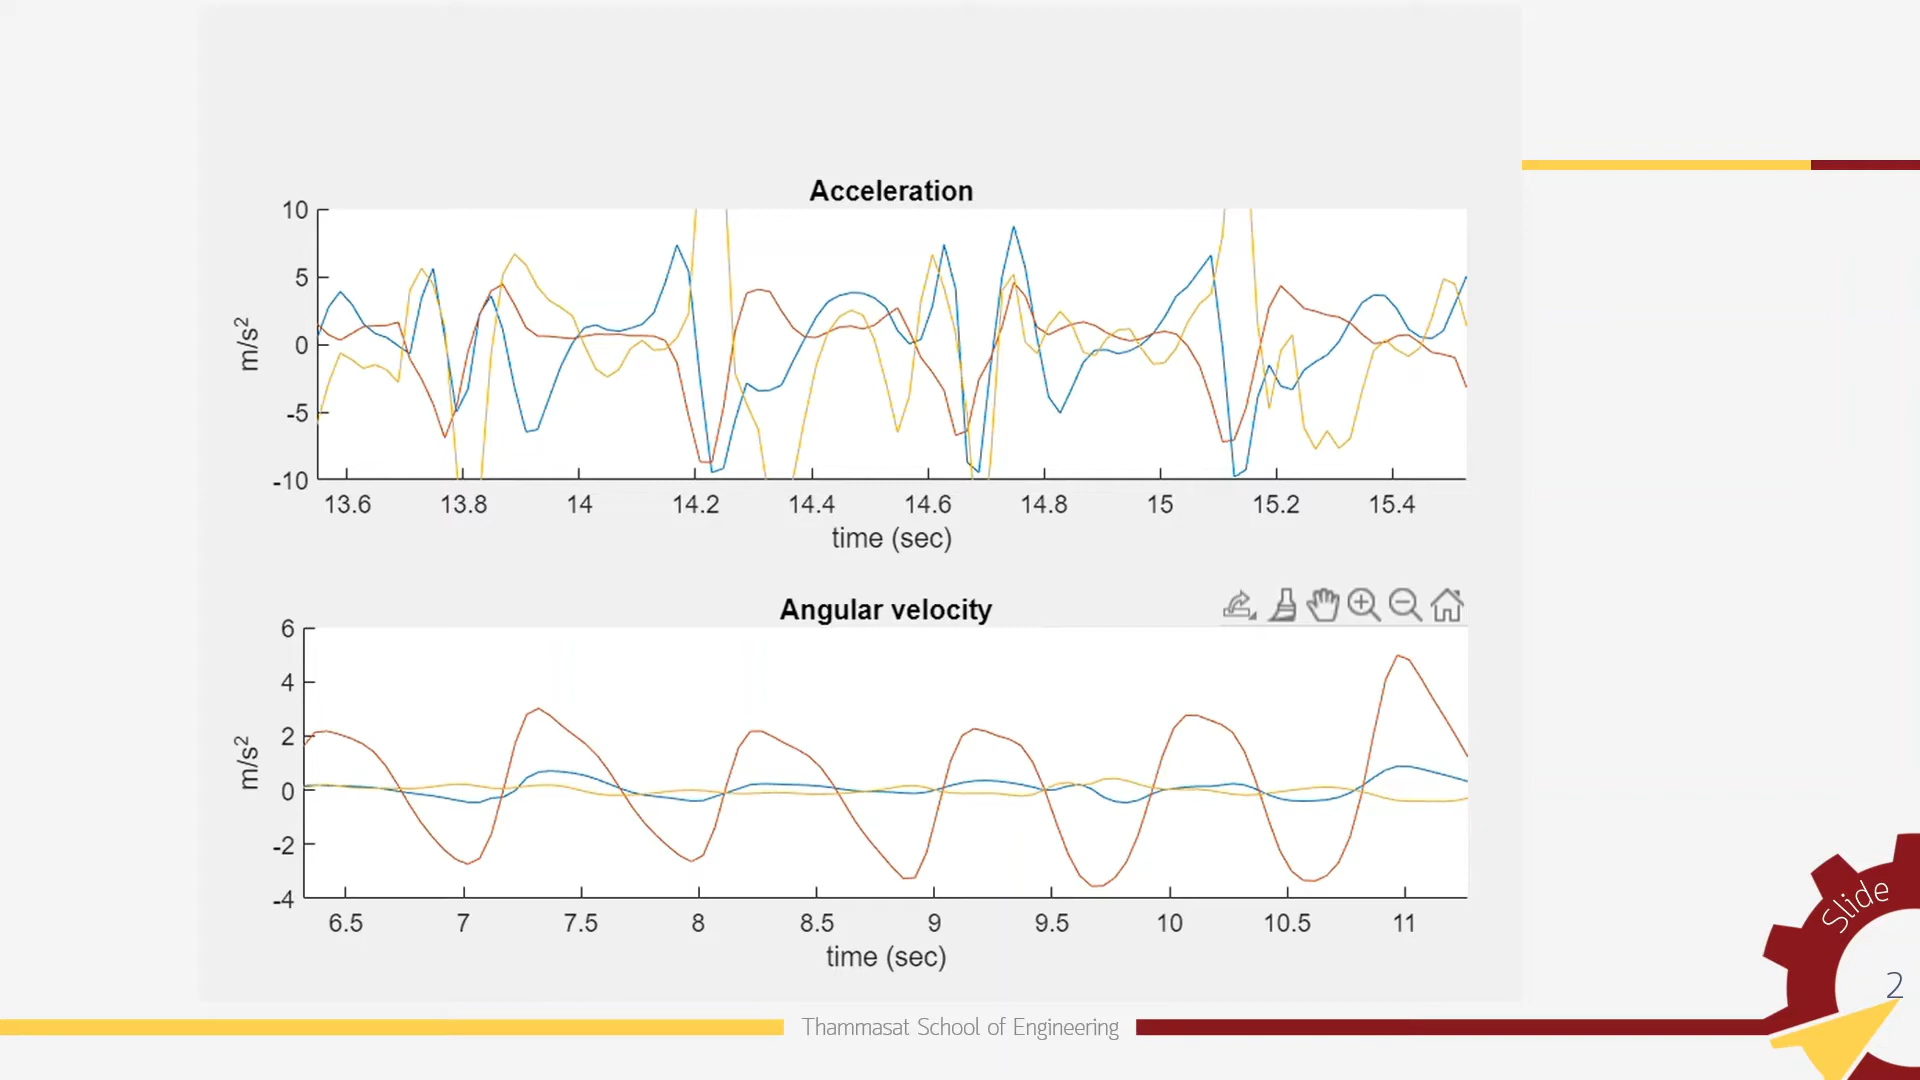 Acceleration
10
5
0
-5
-10
m/s²
13.6 13.8 14 14.2 14.4 14.6 14.8 15 15.2 15.4
time (sec)
Angular velocity
6
4
2
0
-2
-4
m/s²
6.5 7 7.5 8 8.5 9 9.5 10 10.5 11
time (sec)
Slide
2
Thammasat School of Engineering